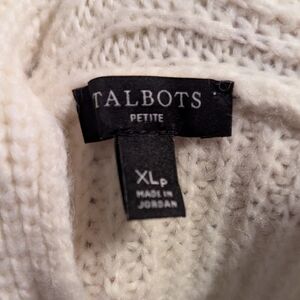 TALBOTS
PETITE
XLP
MADE IN
JORDAN